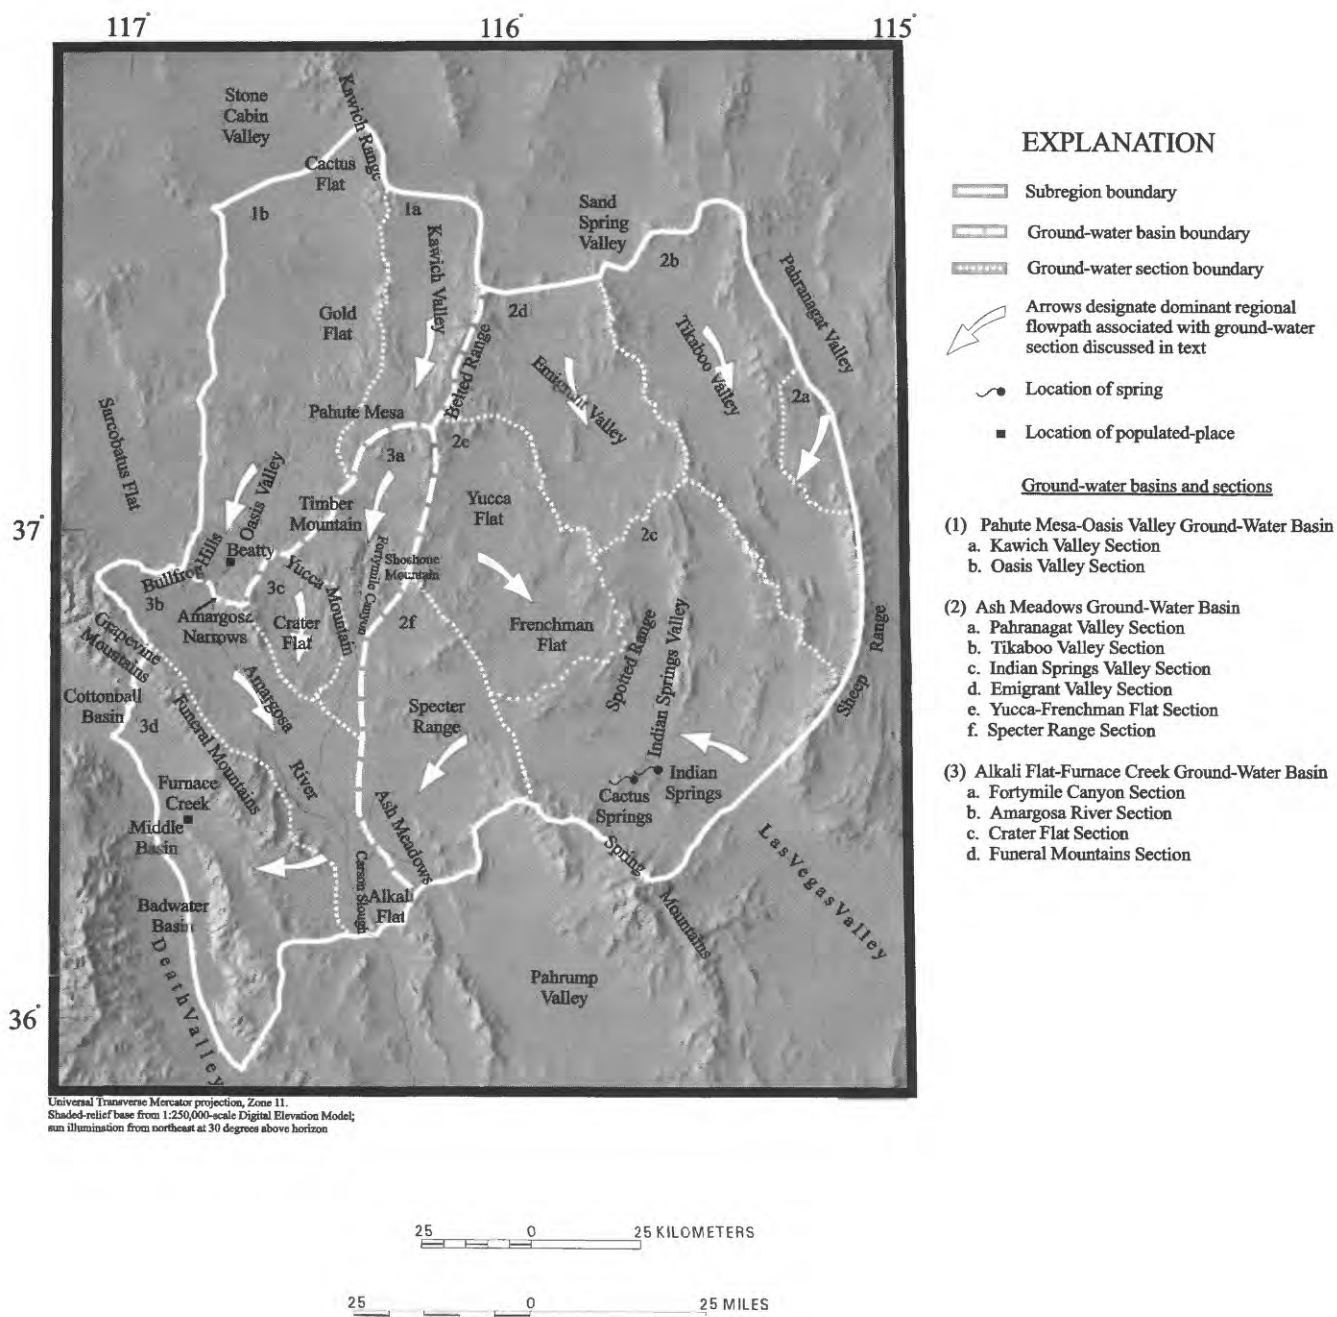 117°
116°
115°
Stone
Cabin
Valley
Kawich Range
Cactus
Flat
1b
1a
Sand
Spring
Valley
2b
Kawich Valley
Pahranagat Valley
2d
Gold
Flat
Belted Range
Tikaboo Valley
Emigrant Valley
2a
Pahute Mesa
Sarcobatus Flat
3a
2e
Oasis Valley
Timber
Mountain
Yucca
Flat
37°
2c
Bullfrog Hills
Beatty
Fortymile Canyon
Shoshone
Mountain
Yucca Mountain
3c
3b
Amargosa
Narrows
Crater
Flat
2f
Frenchman
Flat
Grapevine
Mountains
Spotted Range
Indian Springs Valley
Sheep Range
Cottonball
Basin
3d
Amargosa River
Funeral Mountains
Specter
Range
Furnace
Creek
Indian
Springs
Cactus
Springs
Middle
Basin
Ash Meadows
Spring Mountains
Las Vegas Valley
Carson Slough
Alkali
Flat
Badwater
Basin
Death Valley
Pahrump
Valley
36°
Universal Transverse Mercator projection, Zone 11.
Shaded-relief base from 1:250,000-scale Digital Elevation Model;
sun illumination from northeast at 30 degrees above horizon
EXPLANATION
Subregion boundary
Ground-water basin boundary
Ground-water section boundary
Arrows designate dominant regional
flowpath associated with ground-water
section discussed in text
Location of spring
Location of populated-place
Ground-water basins and sections
(1) Pahute Mesa-Oasis Valley Ground-Water Basin
a. Kawich Valley Section
b. Oasis Valley Section
(2) Ash Meadows Ground-Water Basin
a. Pahranagat Valley Section
b. Tikaboo Valley Section
c. Indian Springs Valley Section
d. Emigrant Valley Section
e. Yucca-Frenchman Flat Section
f. Specter Range Section
(3) Alkali Flat-Furnace Creek Ground-Water Basin
a. Fortymile Canyon Section
b. Amargosa River Section
c. Crater Flat Section
d. Funeral Mountains Section
25 0 25 KILOMETERS
25 0 25 MILES